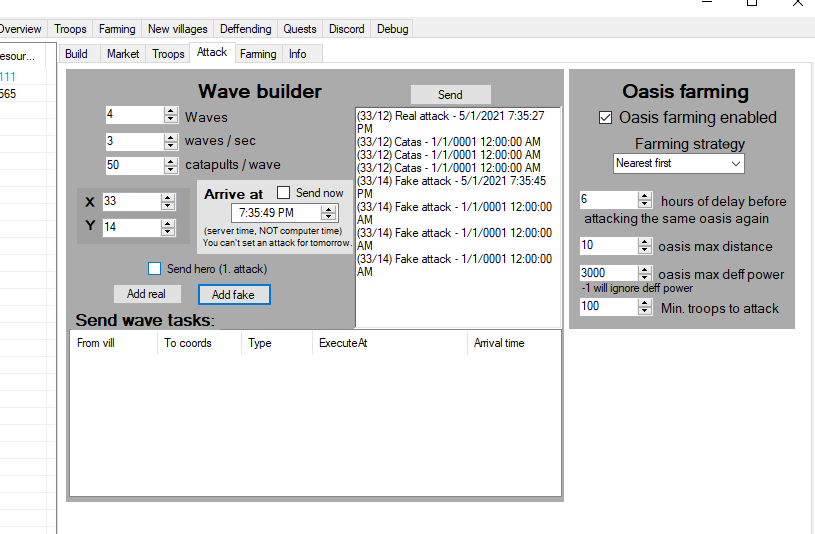 Overview Troops Farming New villages Deffending Quests Discord Debug
esour...
111
565
Build Market Troops Attack Farming Info
Wave builder
4 Waves
3 waves / sec
50 catapults / wave
X 33
Y 14
Arrive at Send now
7:35:49 PM
(server time, NOT computer time)
You can't set an attack for tomorrow.
Send hero (1. attack)
Add real Add fake
Send
(33/12) Real attack - 5/1/2021 7:35:27
PM
(33/12) Catas - 1/1/0001 12:00:00 AM
(33/12) Catas - 1/1/0001 12:00:00 AM
(33/12) Catas - 1/1/0001 12:00:00 AM
(33/14) Fake attack - 5/1/2021 7:35:45
PM
(33/14) Fake attack - 1/1/0001 12:00:00
AM
(33/14) Fake attack - 1/1/0001 12:00:00
AM
(33/14) Fake attack - 1/1/0001 12:00:00
AM
Send wave tasks:
From vill To coords Type ExecuteAt Arrival time
Oasis farming
Oasis farming enabled
Farming strategy
Nearest first
6 hours of delay before
attacking the same oasis again
10 oasis max distance
3000 oasis max deff power
-1 will ignore deff power
100 Min. troops to attack